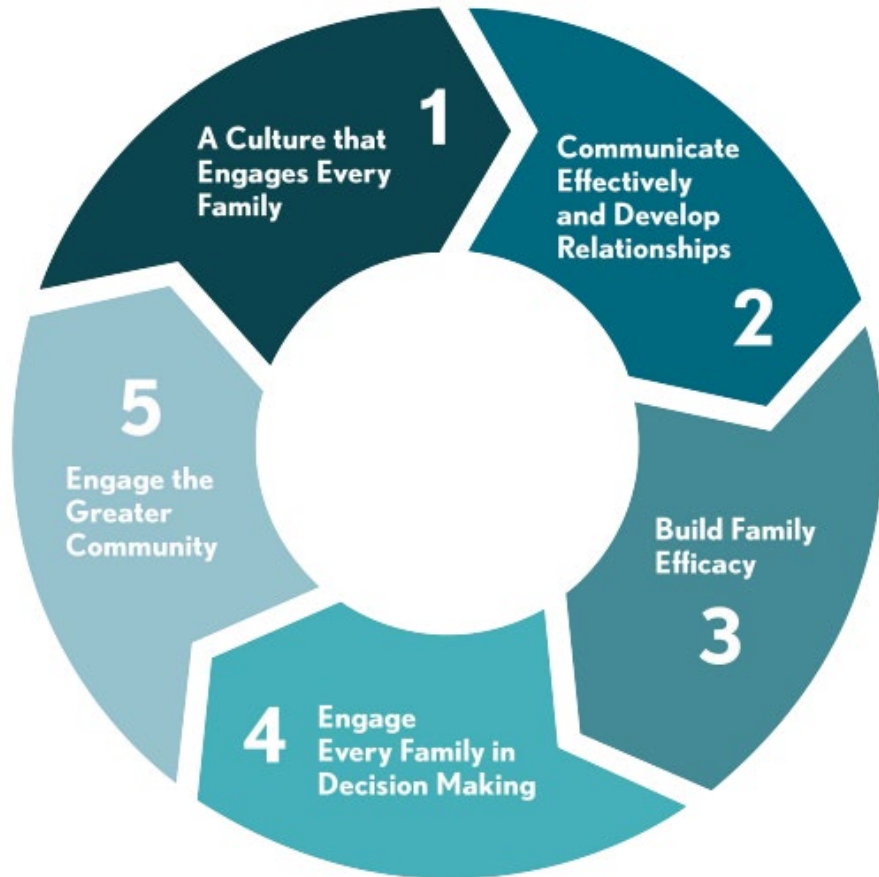 1
A Culture that
Engages Every
Family
Communicate
Effectively
and Develop
Relationships
2
Build Family
Efficacy
3
4
Engage
Every Family in
Decision Making
5
Engage the
Greater
Community